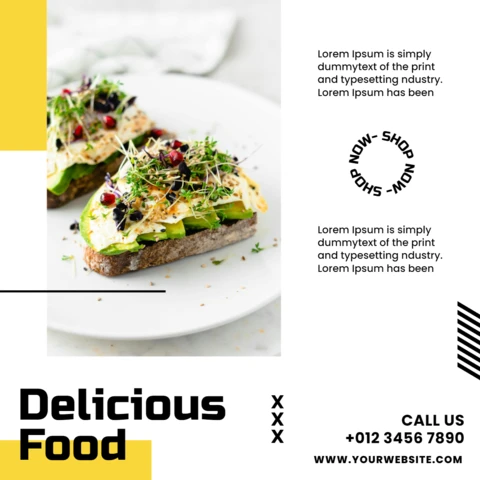 Lorem Ipsum is simply
dummytext of the print
and typesetting ndustry.
Lorem Ipsum has been
SHOP NOW- SHOP NOW- SHOP NOW-
Lorem Ipsum is simply
dummytext of the print
and typesetting ndustry.
Lorem Ipsum has been
Delicious
Food
X
X
X
CALL US
+012 3456 7890
WWW.YOURWEBSITE.COM